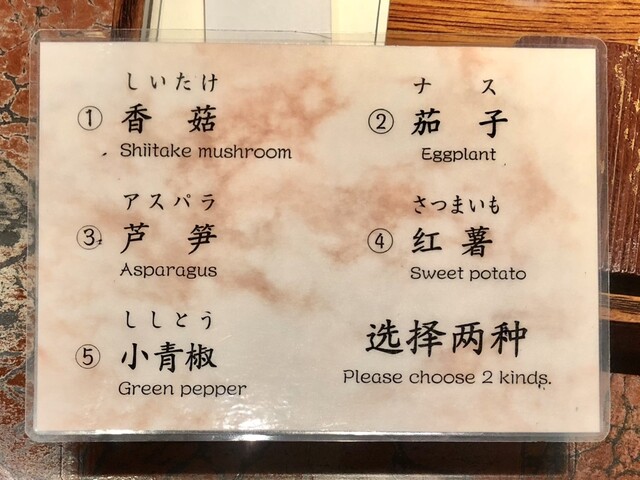 しいたけ
① 香菇
Shiitake mushroom
ナス
② 茄子
Eggplant
アスパラ
③ 芦笋
Asparagus
さつまいも
④ 红薯
Sweet potato
ししとう
⑤ 小青椒
Green pepper
选择两种
Please choose 2 kinds.